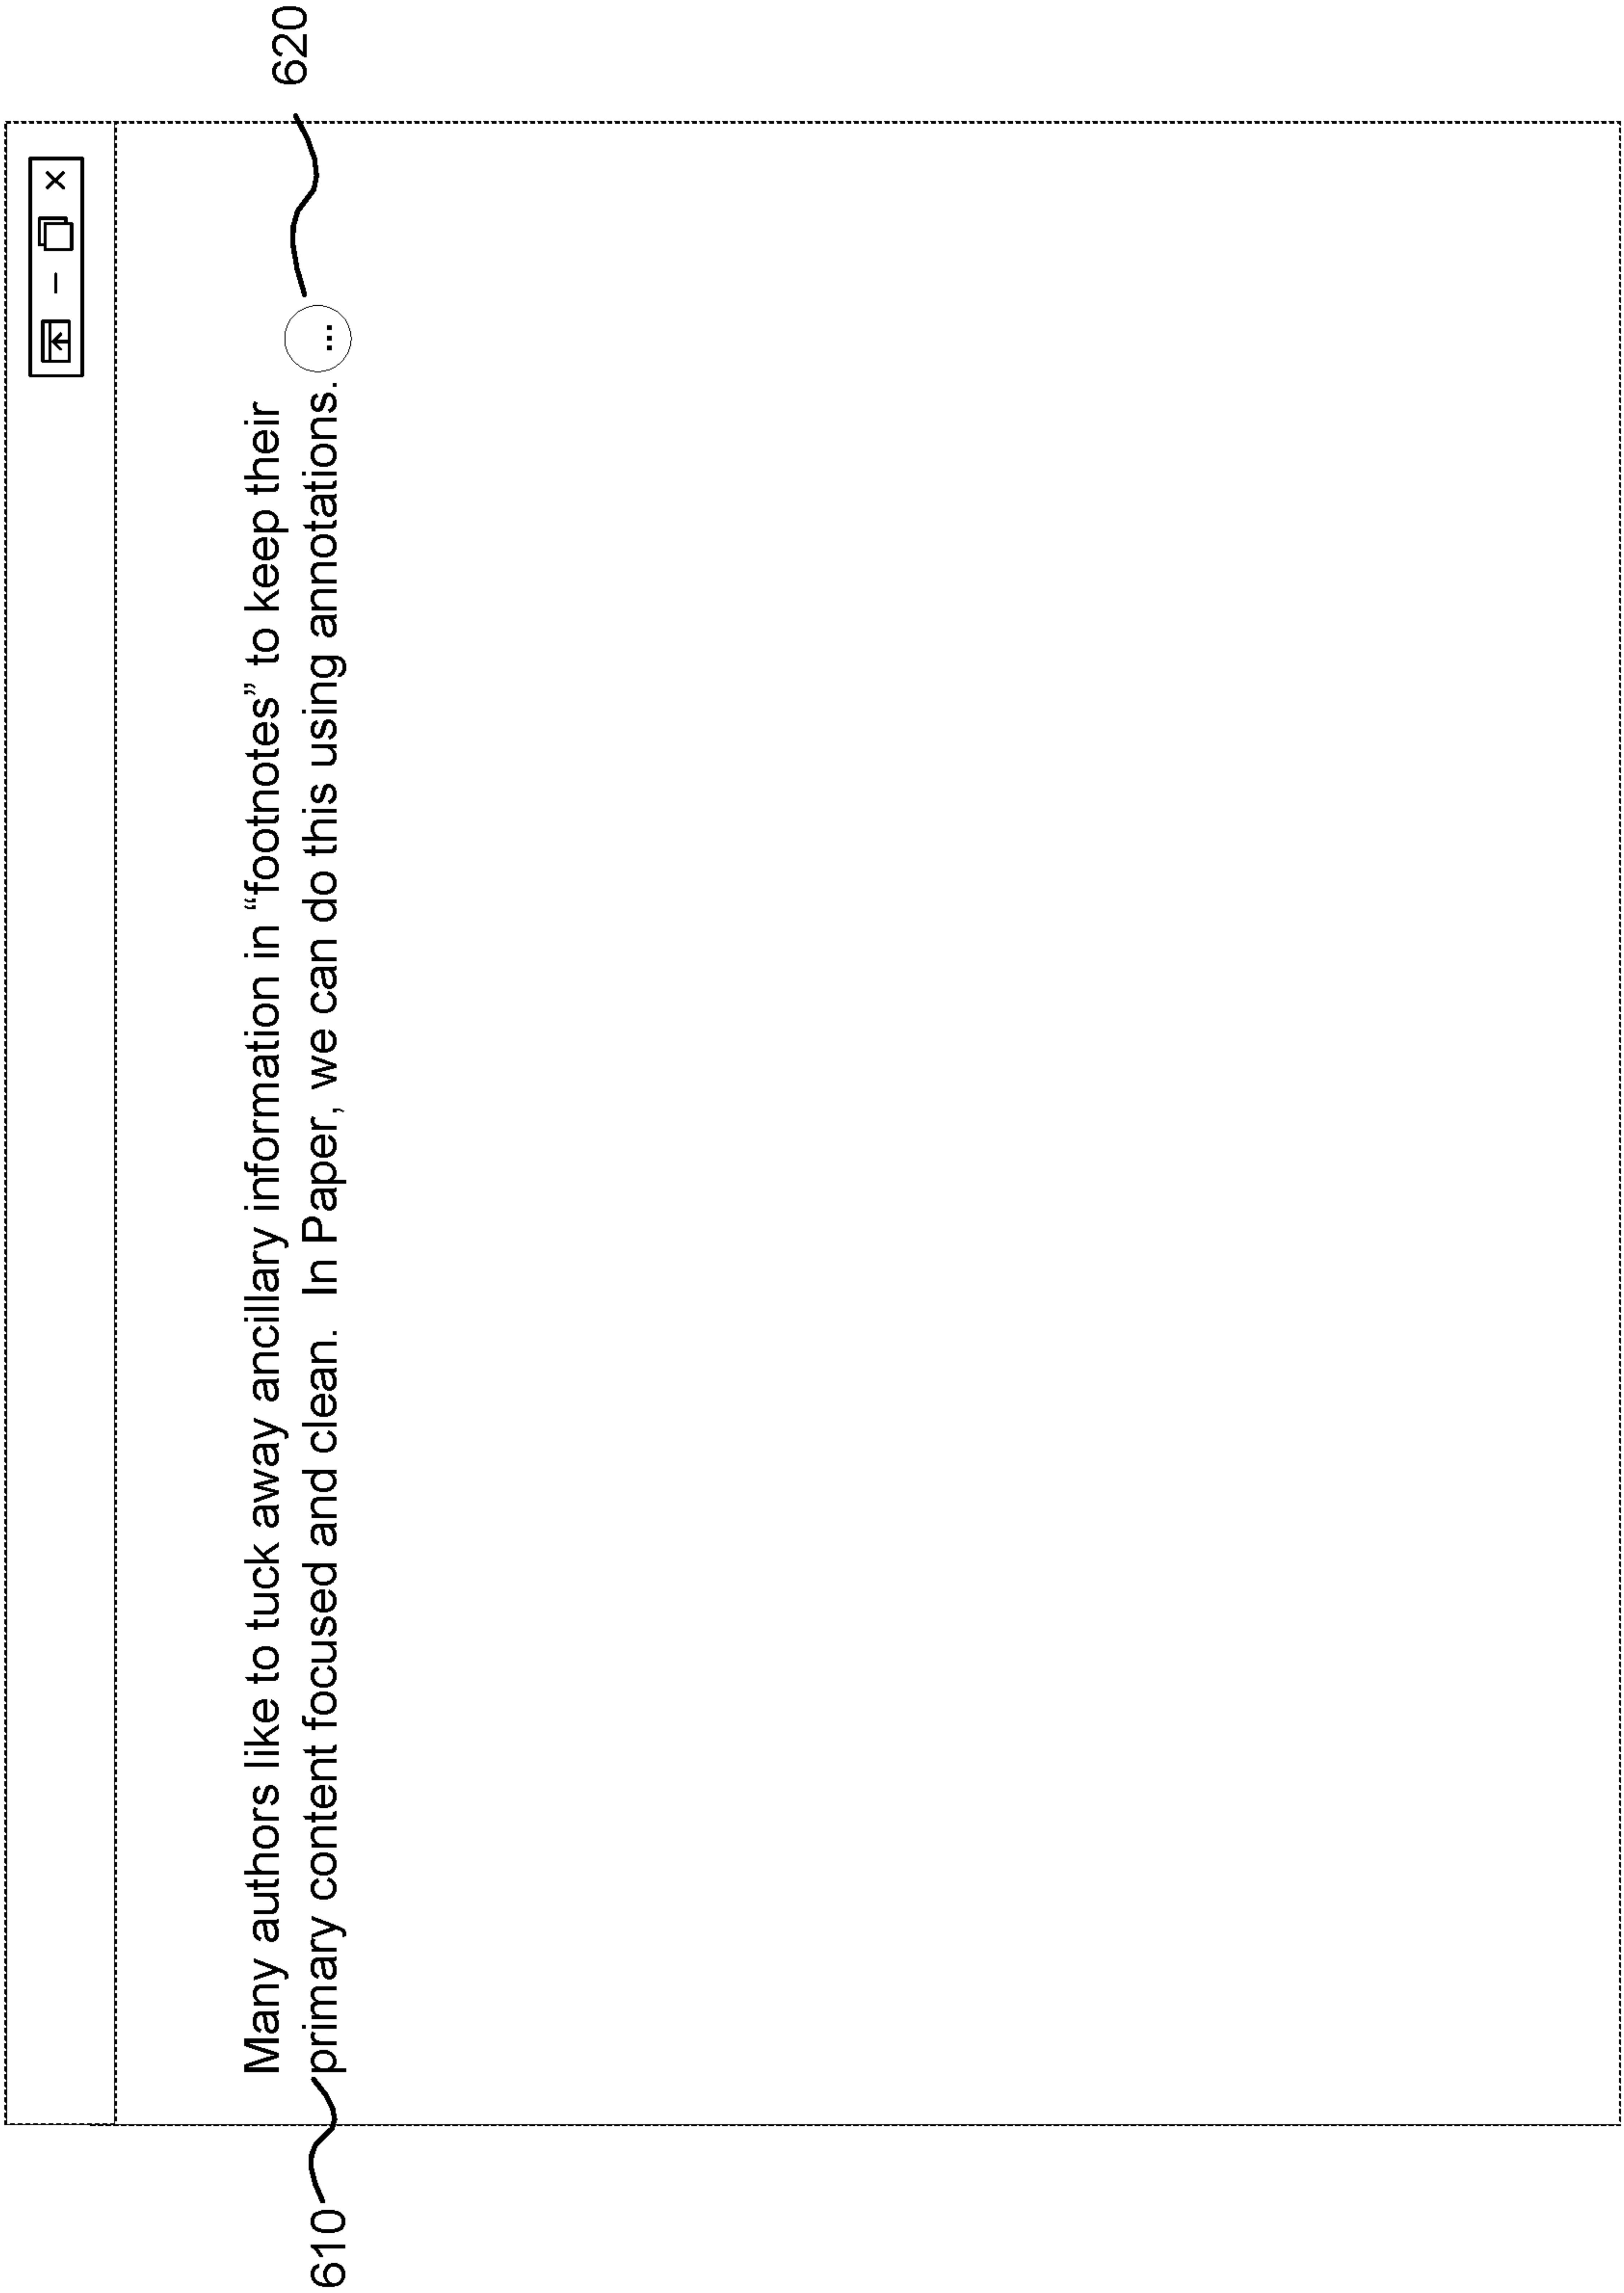 620
Many authors like to tuck away ancillary information in “footnotes” to keep their
primary content focused and clean.  In Paper, we can do this using annotations. ...
610